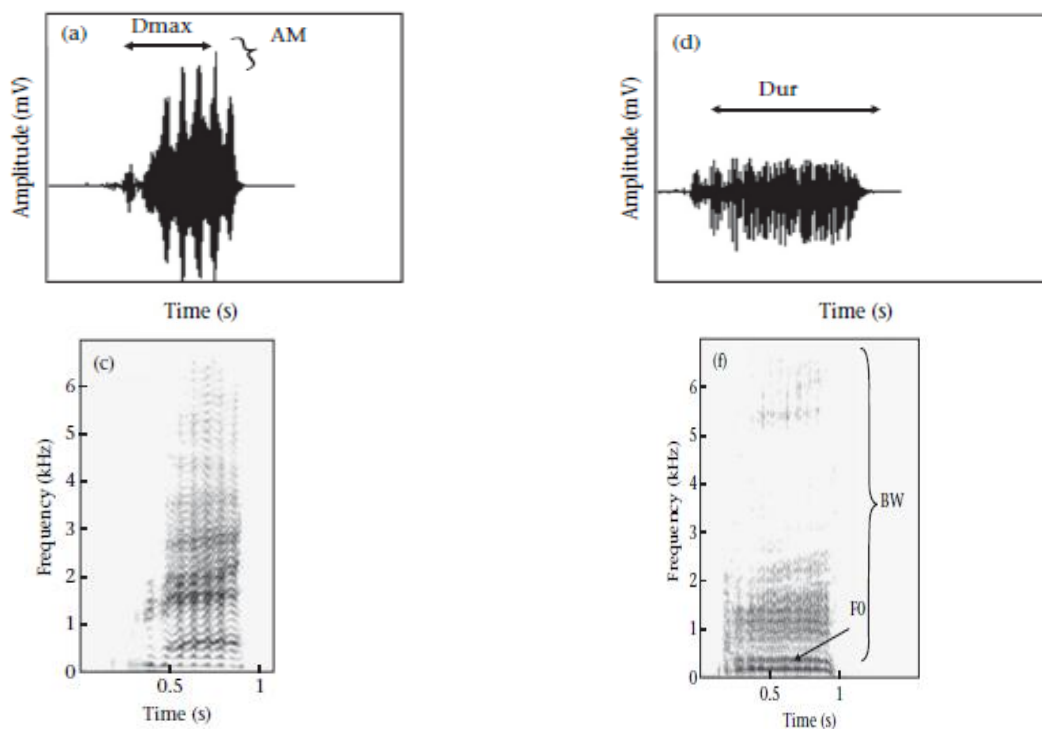 (a)
Dmax
AM
Amplitude (mV)
Time (s)
(d)
Dur
Amplitude (mV)
Time (s)
(c)
6
5
4
3
2
1
0
Frequency (kHz)
0.5 1
Time (s)
(f)
6
5
4
3
2
1
0
Frequency (kHz)
BW
F0
0.5 1
Time (s)